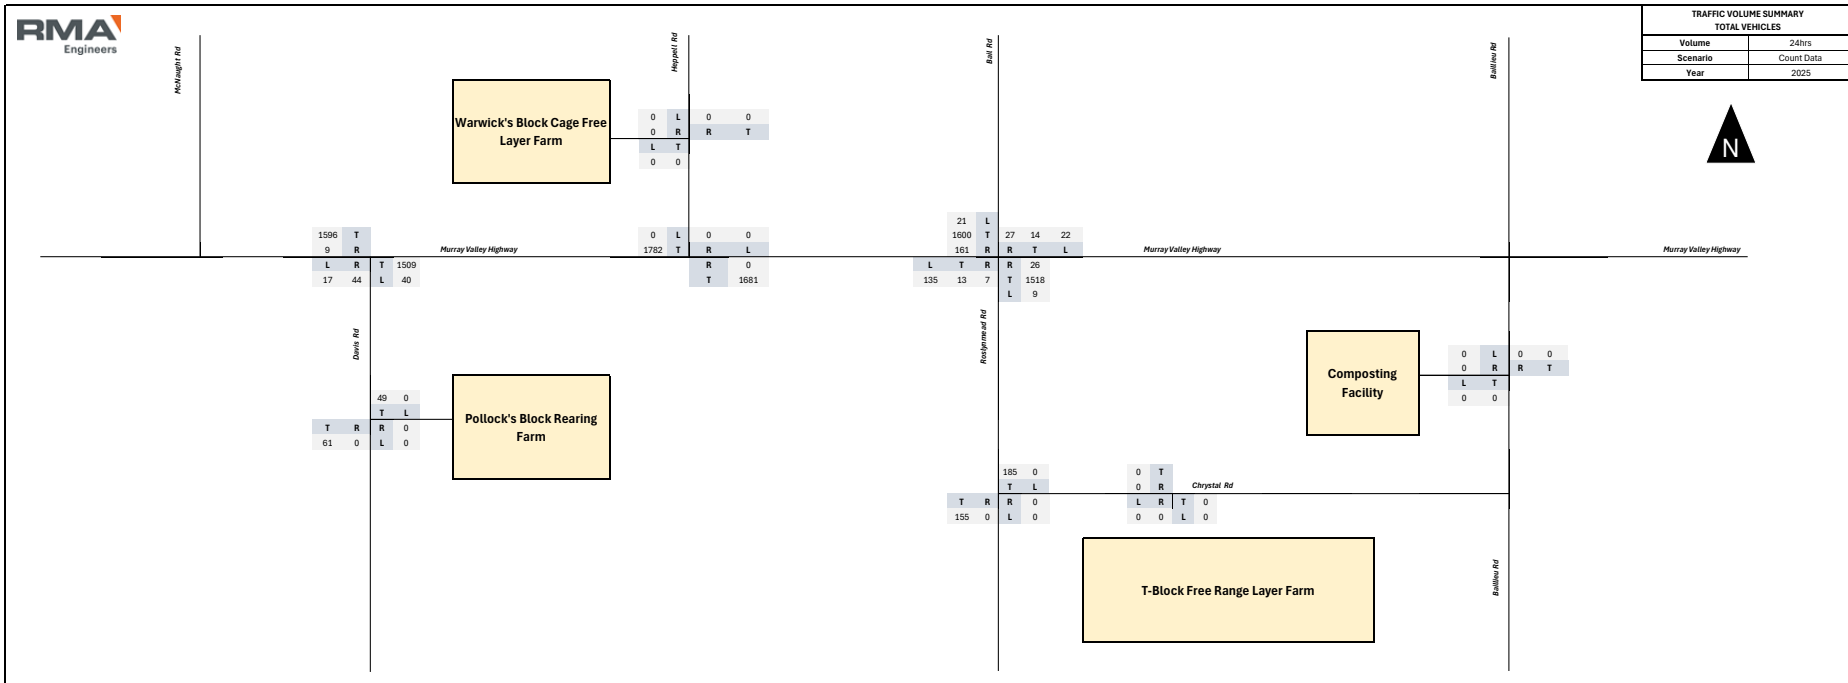 RMA
Engineers
TRAFFIC VOLUME SUMMARY
TOTAL VEHICLES
Volume 24hrs
Scenario Count Data
Year 2025
McNaught Rd
Heppell Rd
Bail Rd
Baillieu Rd
N
Warwick's Block Cage Free
Layer Farm
0 L 0 0
0 R R T
L T
0 0
1596 T
9 R
L R T 1509
17 44 L 40
Murray Valley Highway
0 L 0 0
1782 T R L
R 0
T 1681
21 L
1600 T 27 14 22
161 R R T L
L T R R 26
135 13 7 T 1518
L 9
Murray Valley Highway
Murray Valley Highway
Davis Rd
Roslynmead Rd
49 0
T L
T R R 0
61 0 L 0
Pollock's Block Rearing
Farm
Composting
Facility
0 L 0 0
0 R R T
L T
0 0
185 0
T L
T R R 0
155 0 L 0
0 T
0 R
L R T 0
0 0 L 0
Chrystal Rd
T-Block Free Range Layer Farm
Baillieu Rd